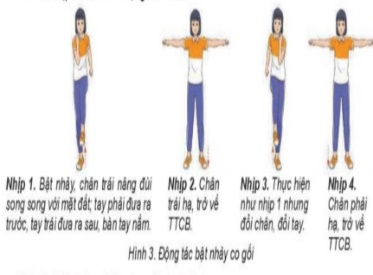 Nhịp 1. Bật nhảy, chân trái nâng đùi
song song với mặt đất; tay phải đưa ra
trước, tay trái đưa ra sau, bàn tay nắm.
Nhịp 2. Chân
trái hạ, trở về
TTCB.
Nhịp 3. Thực hiện
như nhịp 1 nhưng
đổi chân, đổi tay.
Nhịp 4.
Chân phải
hạ, trở về
TTCB.
Hình 3. Động tác bật nhảy co gối